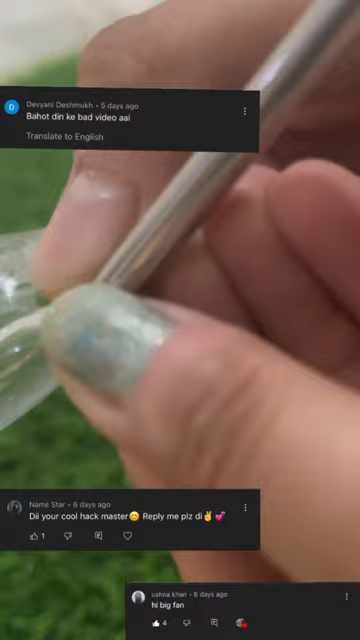 D
Devyani Deshmukh • 5 days ago
Bahot din ke bad video aai
Translate to English
Name Star • 6 days ago
Dii your cool hack master😊 Reply me plz di✌💞
1
ushna khan • 6 days ago
hi big fan
4